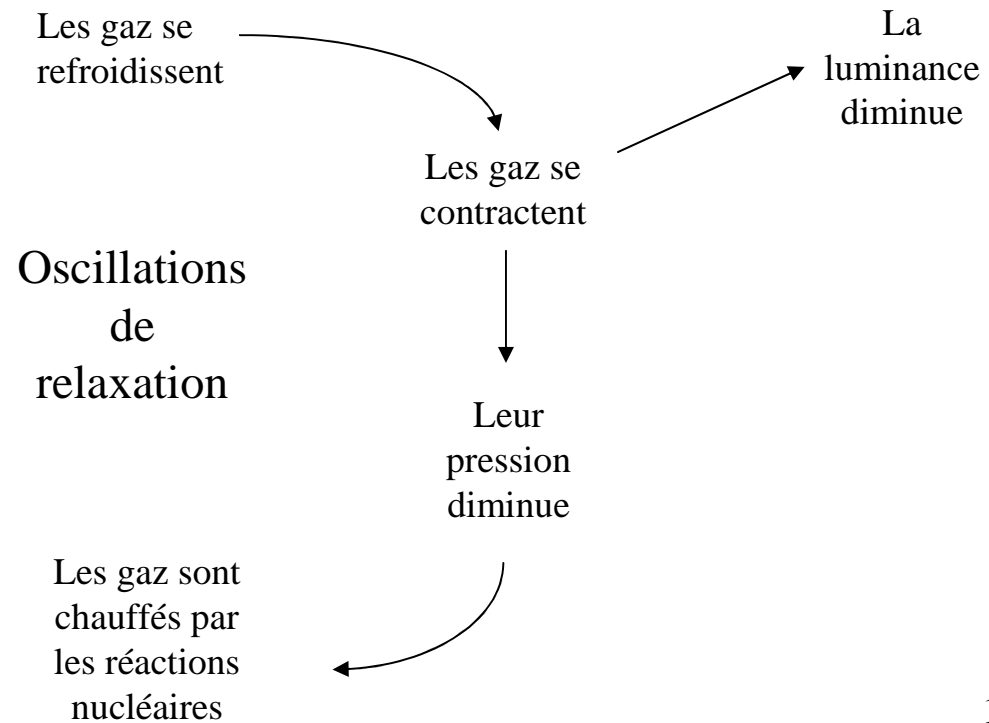 Les gaz se
refroidissent
La
luminance
diminue
Les gaz se
contractent
Oscillations
de
relaxation
Leur
pression
diminue
Les gaz sont
chauffés par
les réactions
nucléaires